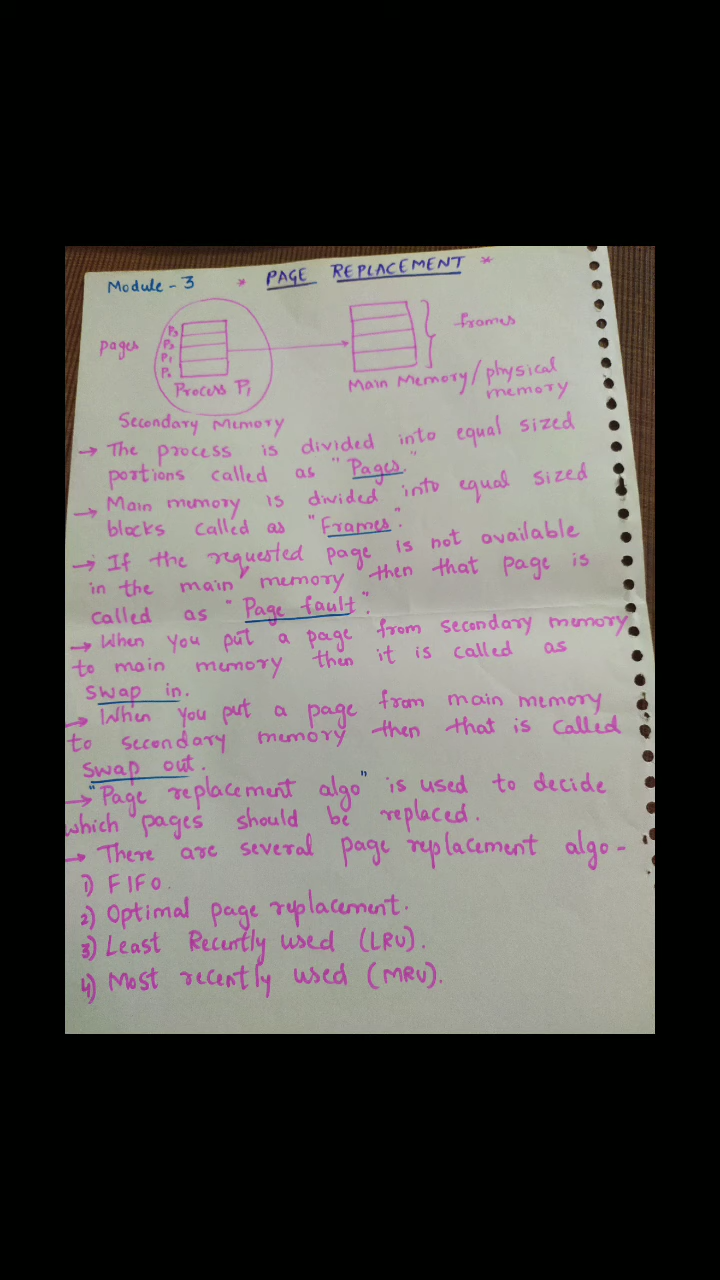 Module - 3 * PAGE REPLACEMENT *
pages
P3
P2
P1
P0
frames
Process P1
Main Memory/physical
memory
Secondary Memory
→ The process is divided into equal sized
portions called as "Pages."
→ Main memory is divided into equal sized
blocks called as "Frames".
→ If the requested page is not available
in the main memory then that page is
called as "Page fault".
→ When you put a page from secondary memory
to main memory then it is called as
swap in.
→ When you put a page from main memory
to secondary memory then that is called
swap out.
→ "Page replacement algo" is used to decide
which pages should be replaced.
→ There are several page replacement algo -
1) FIFO.
2) Optimal page replacement.
3) Least Recently used (LRU).
4) Most recently used (MRU).